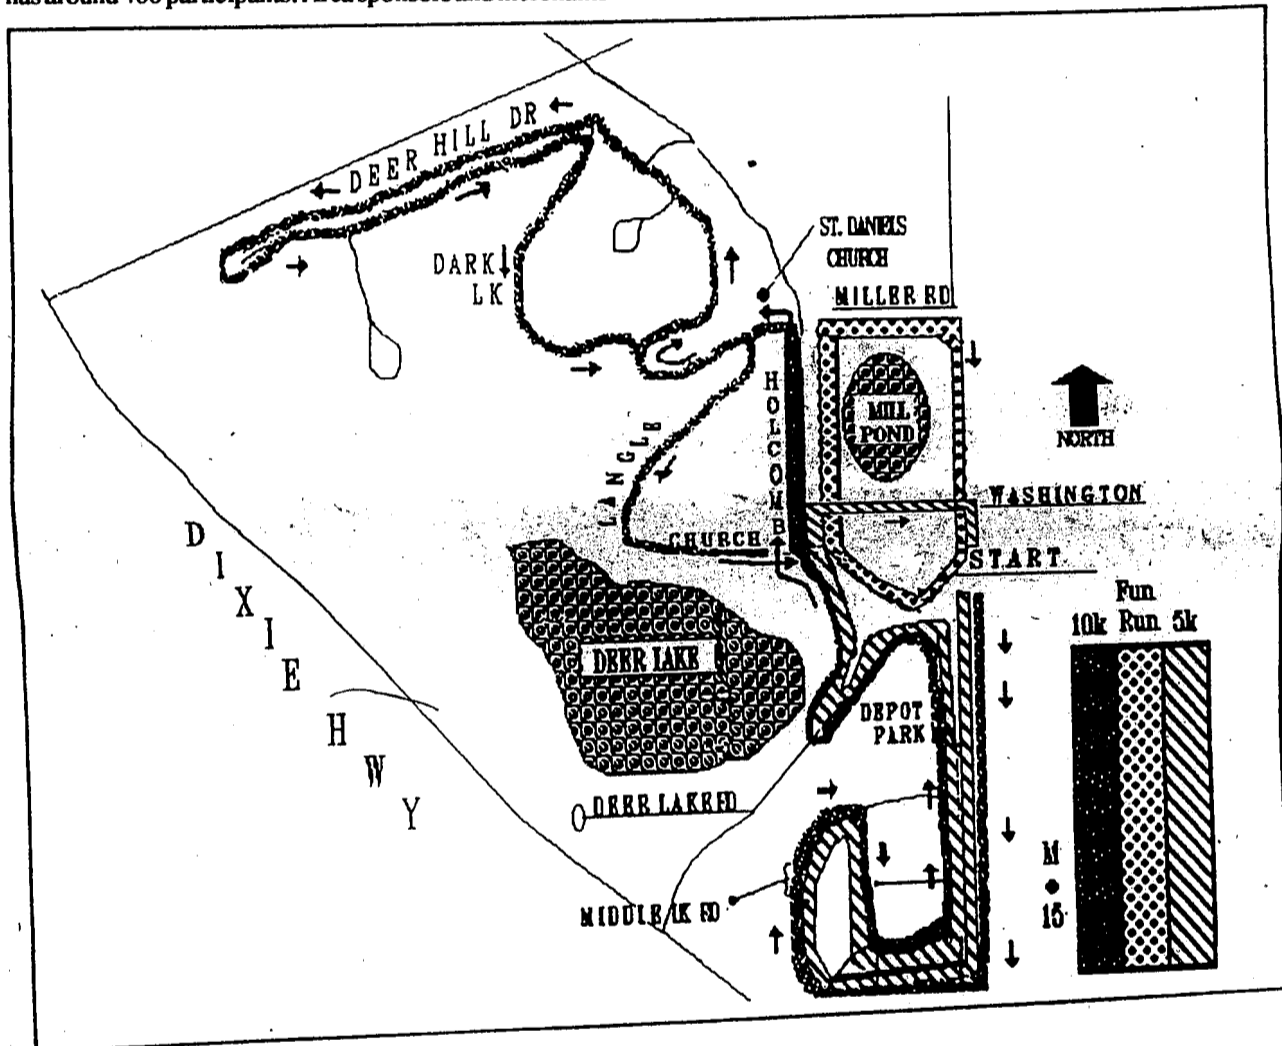 DEER HILL DR
ST. DANIELS
CHURCH
DARK
LK
MILLER RD
HOLCOMB
MILL
POND
NORTH
LANGLE
WASHINGTON
CHURCH
START
DIXIE
HWY
DEER LAKE
Fun
10k Run 5k
DEPOT
PARK
DEER LAKE RD
M
15
MIDDLE LK RD